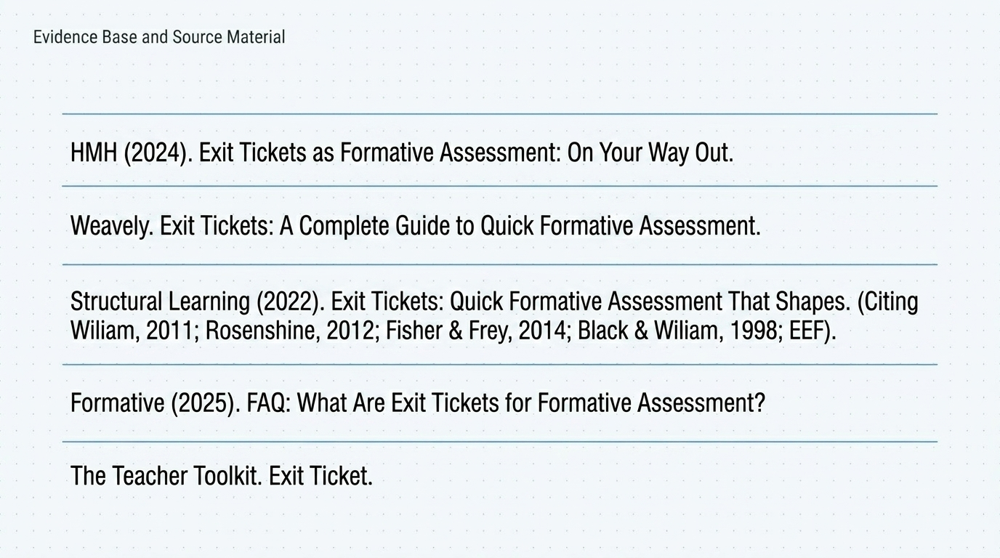 Evidence Base and Source Material
HMH (2024). Exit Tickets as Formative Assessment: On Your Way Out.
Weavely. Exit Tickets: A Complete Guide to Quick Formative Assessment.
Structural Learning (2022). Exit Tickets: Quick Formative Assessment That Shapes. (Citing
Wiliam, 2011; Rosenshine, 2012; Fisher & Frey, 2014; Black & Wiliam, 1998; EEF).
Formative (2025). FAQ: What Are Exit Tickets for Formative Assessment?
The Teacher Toolkit. Exit Ticket.